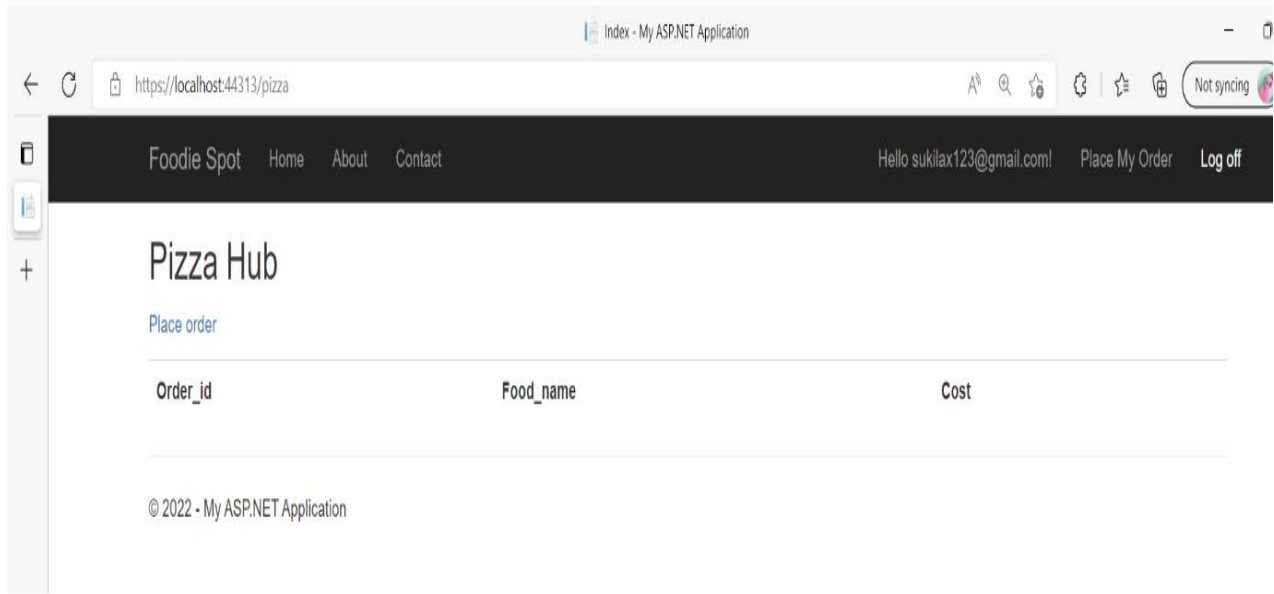 Index - My ASP.NET Application
https://localhost:44313/pizza
Not syncing
Foodie Spot Home About Contact Hello sukilax123@gmail.com! Place My Order Log off
Pizza Hub
Place order
Order_id Food_name Cost
© 2022 - My ASP.NET Application